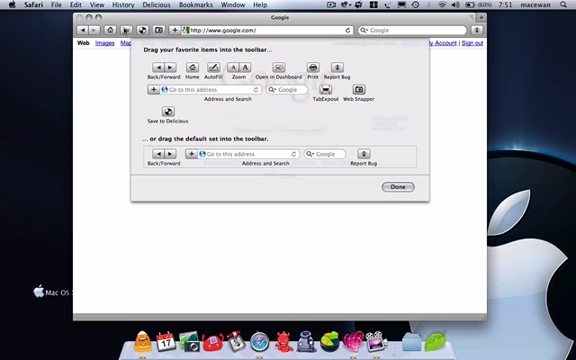 Safari File Edit View History Delicious Bookmarks Window Help
(60%) 7:51 macewan
Google
http://www.google.com/
Google
Web Images
My Account | Sign out
Drag your favorite items into the toolbar...
Back/Forward Home AutoFill Zoom Open in Dashboard Print Report Bug
Go to this address Google
Address and Search TabExposé Web Snapper
Save to Delicious
... or drag the default set into the toolbar.
Go to this address Google
Back/Forward Address and Search Report Bug
Done
Mac OS X
17